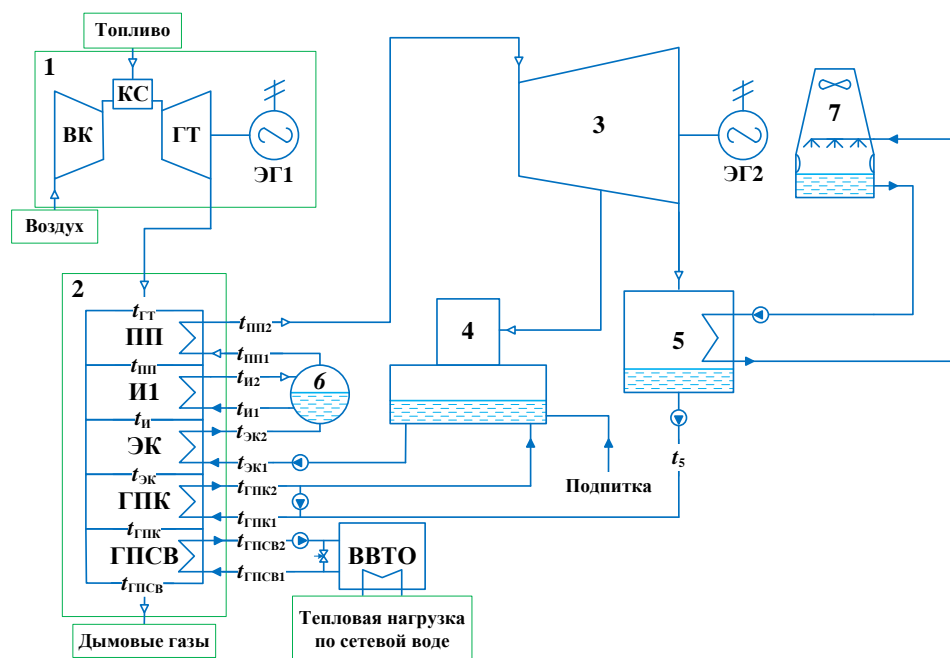 Топливо
1
КС
ВК
ГТ
ЭГ1
Воздух
3
ЭГ2
7
2
tГТ
ПП
tПП2
tПП1
tПП
И1
tИ2
6
tИ1
tИ
tЭК2
ЭК
tЭК1
tЭК
tГПК2
ГПК
tГПК1
tГПК
tГПСВ2
ГПСВ
tГПСВ1
tГПСВ
Дымовые газы
4
5
t5
Подпитка
ВВТО
Тепловая нагрузка
по сетевой воде